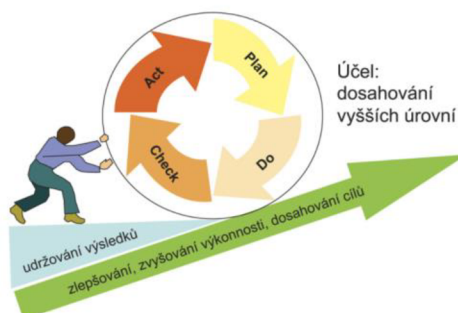 Act
Plan
Check
Do
Účel:
dosahování
vyšších úrovní
udržování výsledků
zlepšování, zvyšování výkonnosti, dosahování cílů